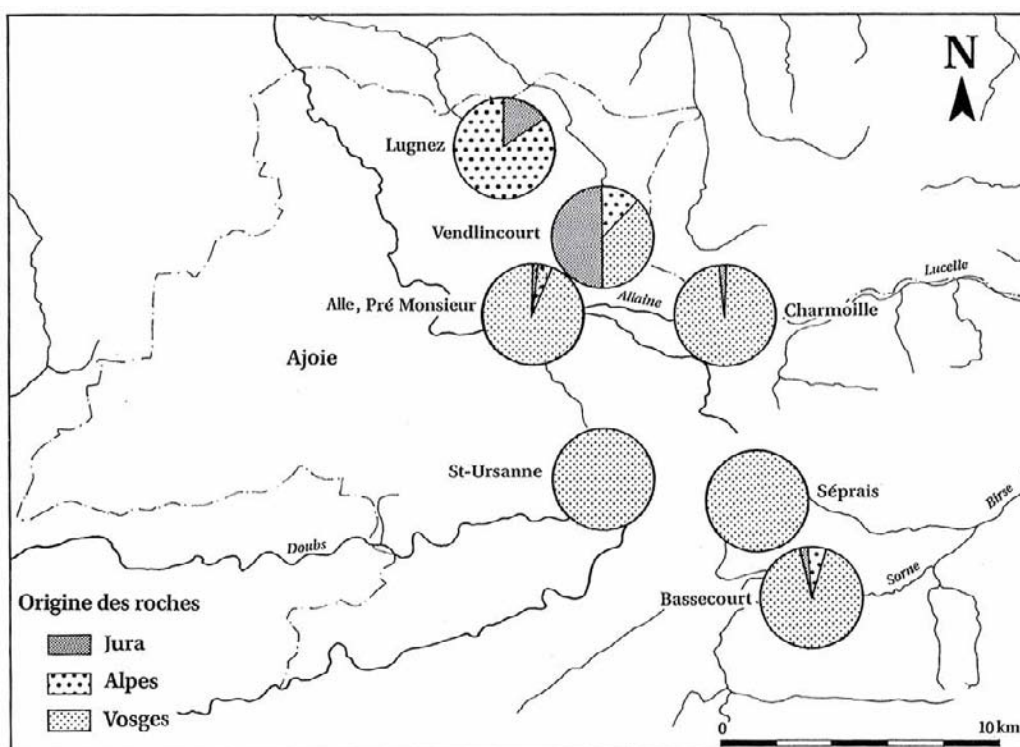 N
Lugnez
Vendlincourt
Lucelle
Allaine
Alle, Pré Monsieur
Charmoille
Ajoie
St-Ursanne
Séprais
Birse
Doubs
Sorne
Bassecourt
Origine des roches
Jura
Alpes
Vosges
0 10 km